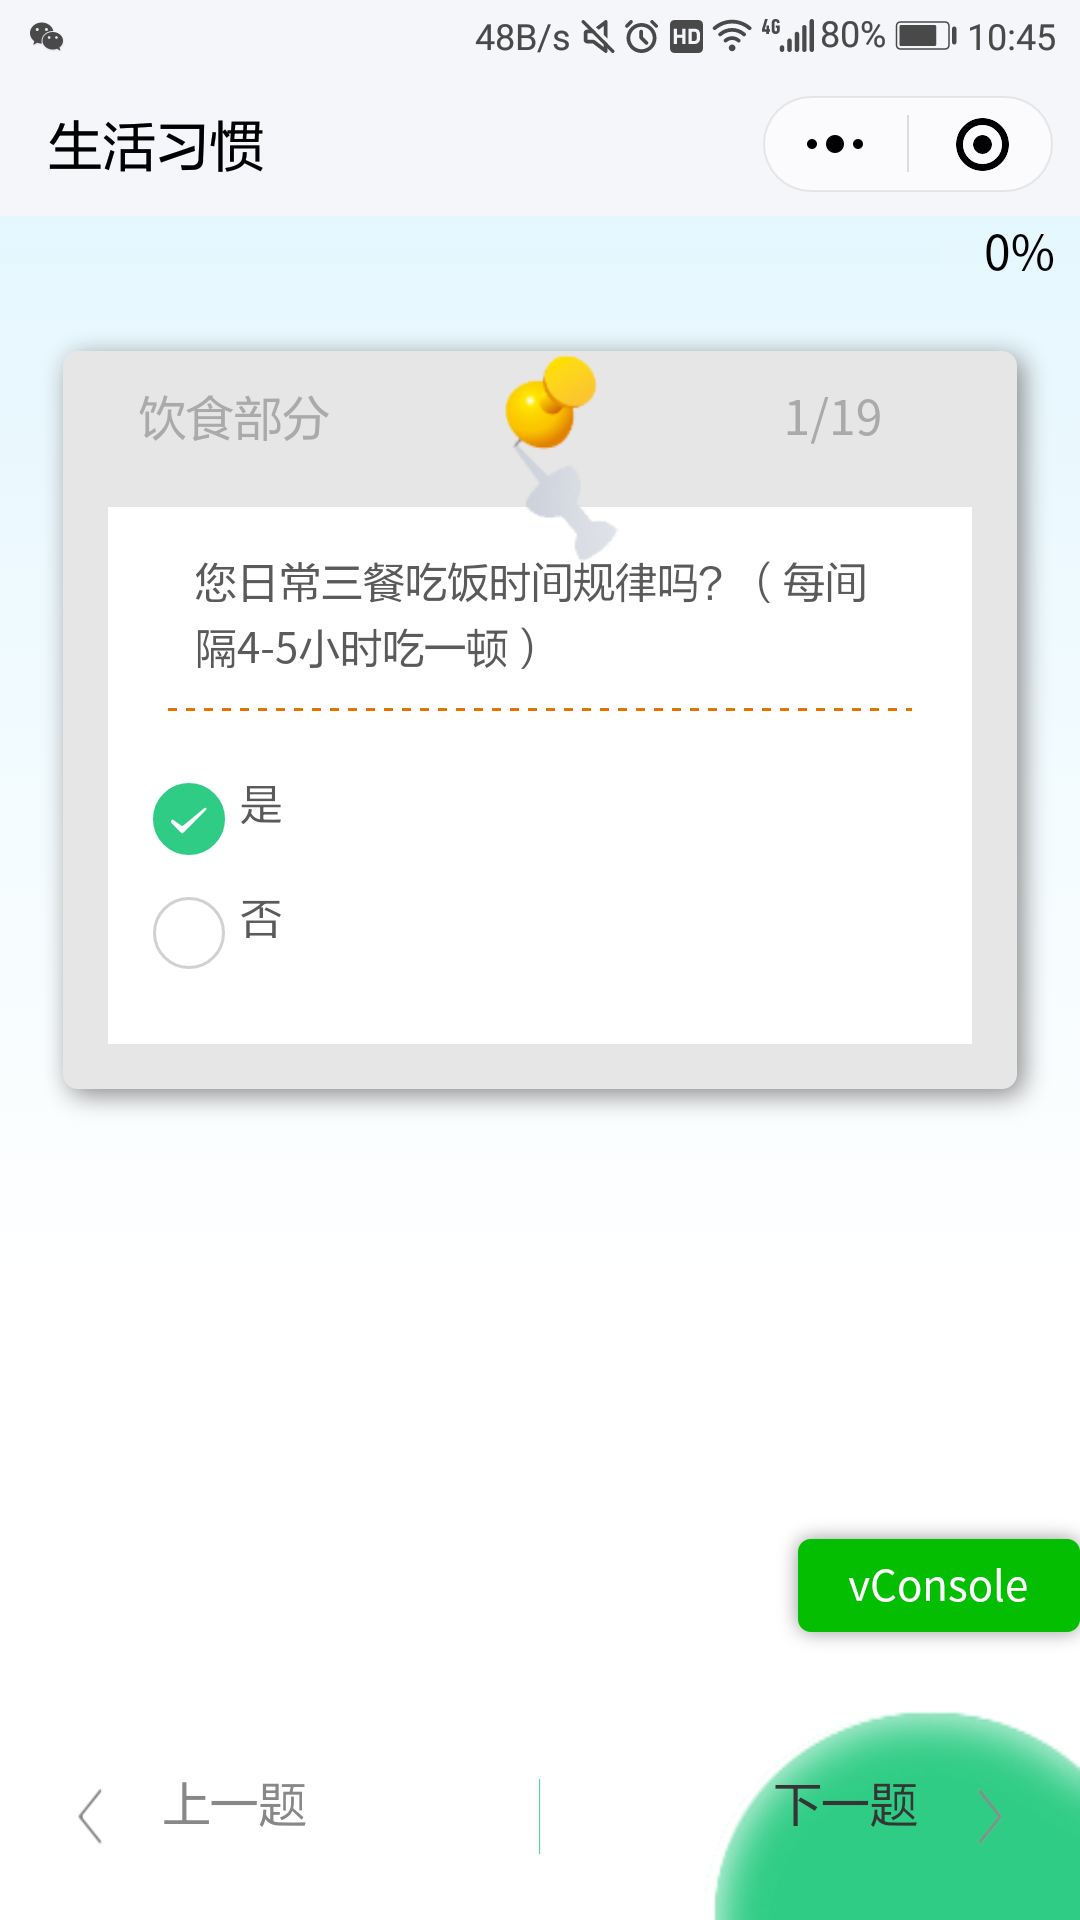 48B/s HD 4G 80% 10:45
生活习惯
0%
饮食部分 1/19
您日常三餐吃饭时间规律吗?（每间
隔4-5小时吃一顿）
是
否
vConsole
上一题 下一题